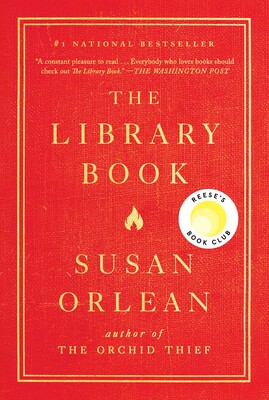 #1 NATIONAL BESTSELLER
"A constant pleasure to read . . . Everybody who loves books should
check out The Library Book." —THE WASHINGTON POST
THE
LIBRARY
BOOK
REESE'S
BOOK CLUB
SUSAN
ORLEAN
author of
THE ORCHID THIEF